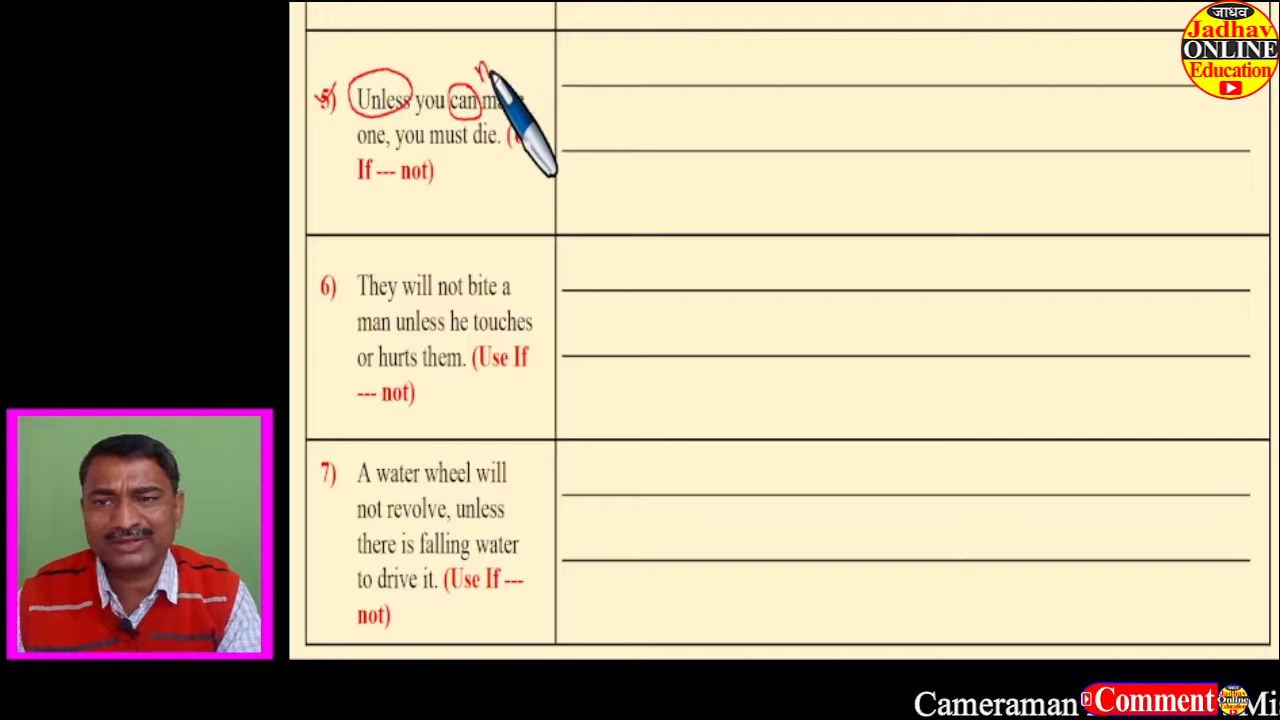 जाधव
Jadhav
ONLINE
Education
5) Unless you can
one, you must die.
If --- not)
6) They will not bite a
man unless he touches
or hurts them. (Use If
--- not)
7) A water wheel will
not revolve, unless
there is falling water
to drive it. (Use If ---
not)
Cameraman Comment